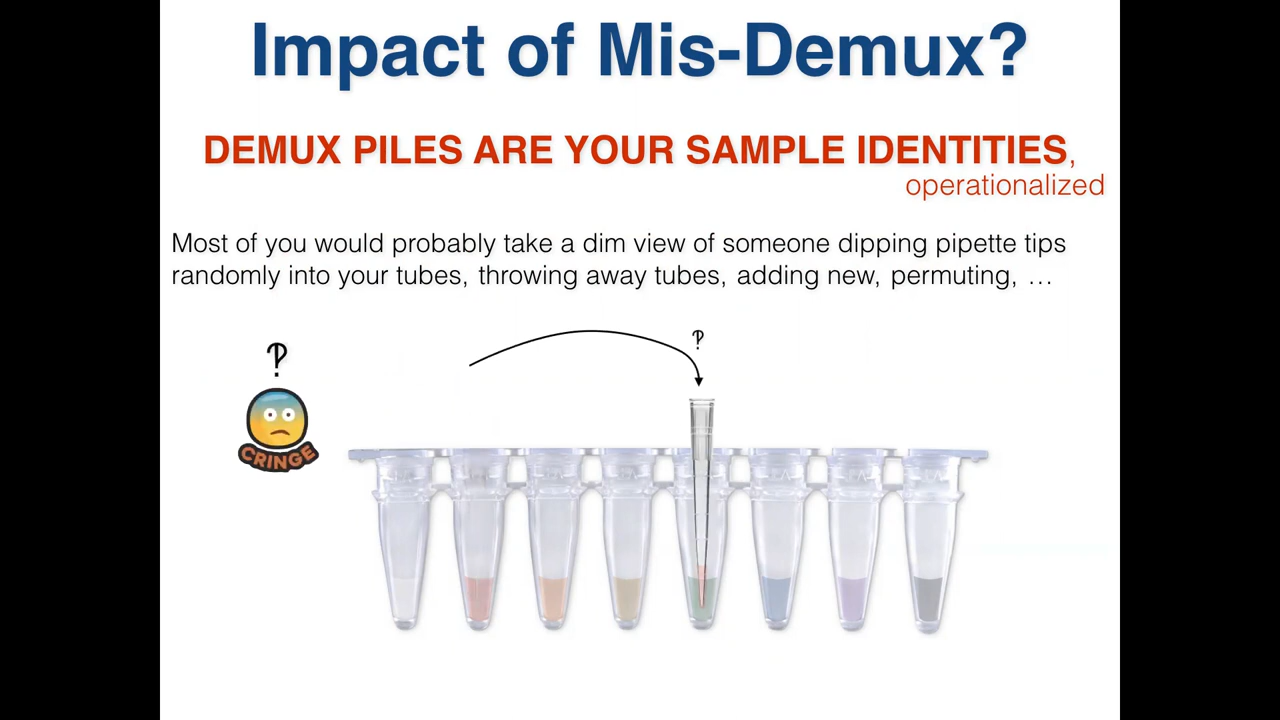 Impact of Mis-Demux?
DEMUX PILES ARE YOUR SAMPLE IDENTITIES,
operationalized
Most of you would probably take a dim view of someone dipping pipette tips
randomly into your tubes, throwing away tubes, adding new, permuting, …
‽
‽
CRINGE